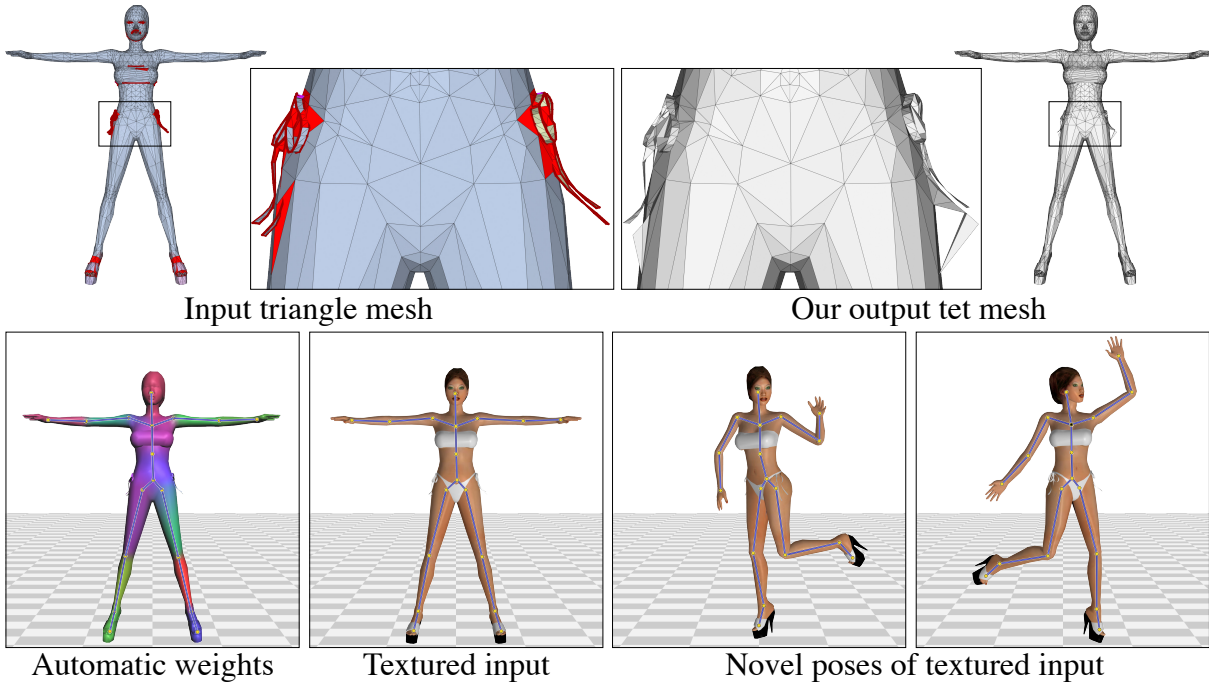 Input triangle mesh
Our output tet mesh
Automatic weights
Textured input
Novel poses of textured input